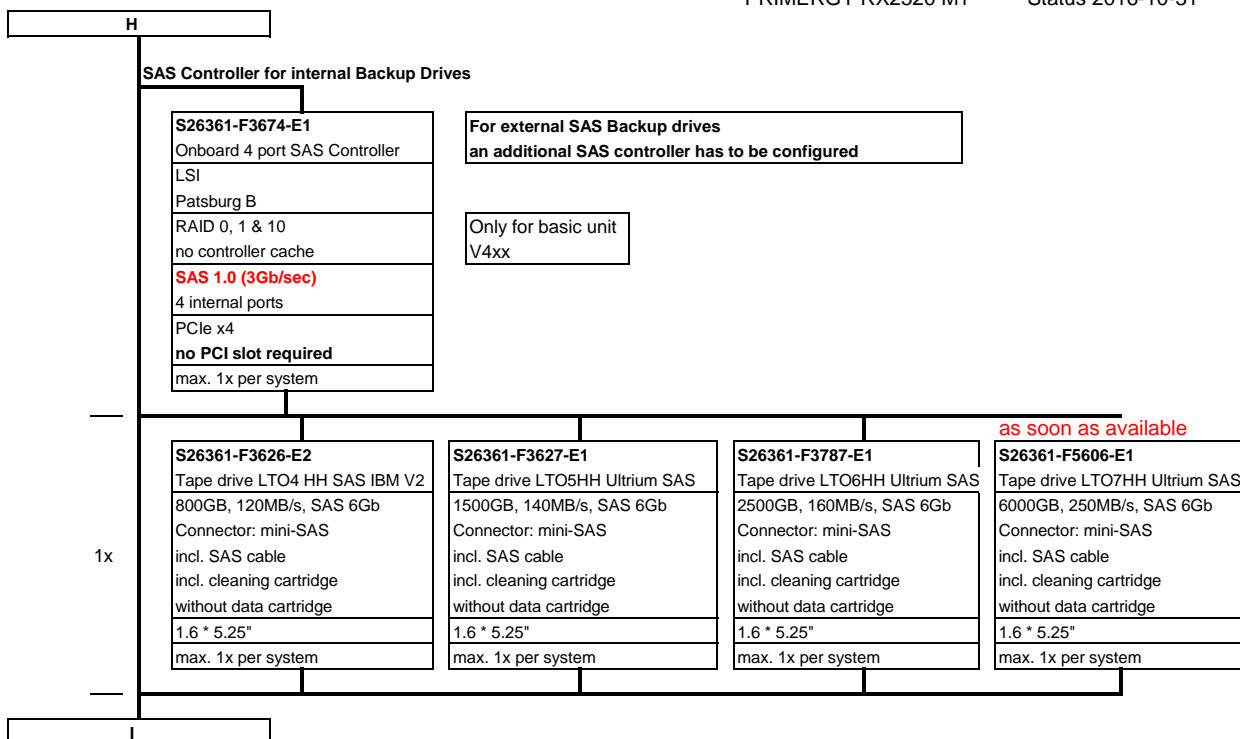 PRIMERGY RX2520 M1 Status 2016-10-31
H
SAS Controller for internal Backup Drives
S26361-F3674-E1
Onboard 4 port SAS Controller
LSI
Patsburg B
RAID 0, 1 & 10
no controller cache
SAS 1.0 (3Gb/sec)
4 internal ports
PCIe x4
no PCI slot required
max. 1x per system
For external SAS Backup drives
an additional SAS controller has to be configured
Only for basic unit
V4xx
1x
S26361-F3626-E2
Tape drive LTO4 HH SAS IBM V2
800GB, 120MB/s, SAS 6Gb
Connector: mini-SAS
incl. SAS cable
incl. cleaning cartridge
without data cartridge
1.6 * 5.25"
max. 1x per system
S26361-F3627-E1
Tape drive LTO5HH Ultrium SAS
1500GB, 140MB/s, SAS 6Gb
Connector: mini-SAS
incl. SAS cable
incl. cleaning cartridge
without data cartridge
1.6 * 5.25"
max. 1x per system
S26361-F3787-E1
Tape drive LTO6HH Ultrium SAS
2500GB, 160MB/s, SAS 6Gb
Connector: mini-SAS
incl. SAS cable
incl. cleaning cartridge
without data cartridge
1.6 * 5.25"
max. 1x per system
as soon as available
S26361-F5606-E1
Tape drive LTO7HH Ultrium SAS
6000GB, 250MB/s, SAS 6Gb
Connector: mini-SAS
incl. SAS cable
incl. cleaning cartridge
without data cartridge
1.6 * 5.25"
max. 1x per system